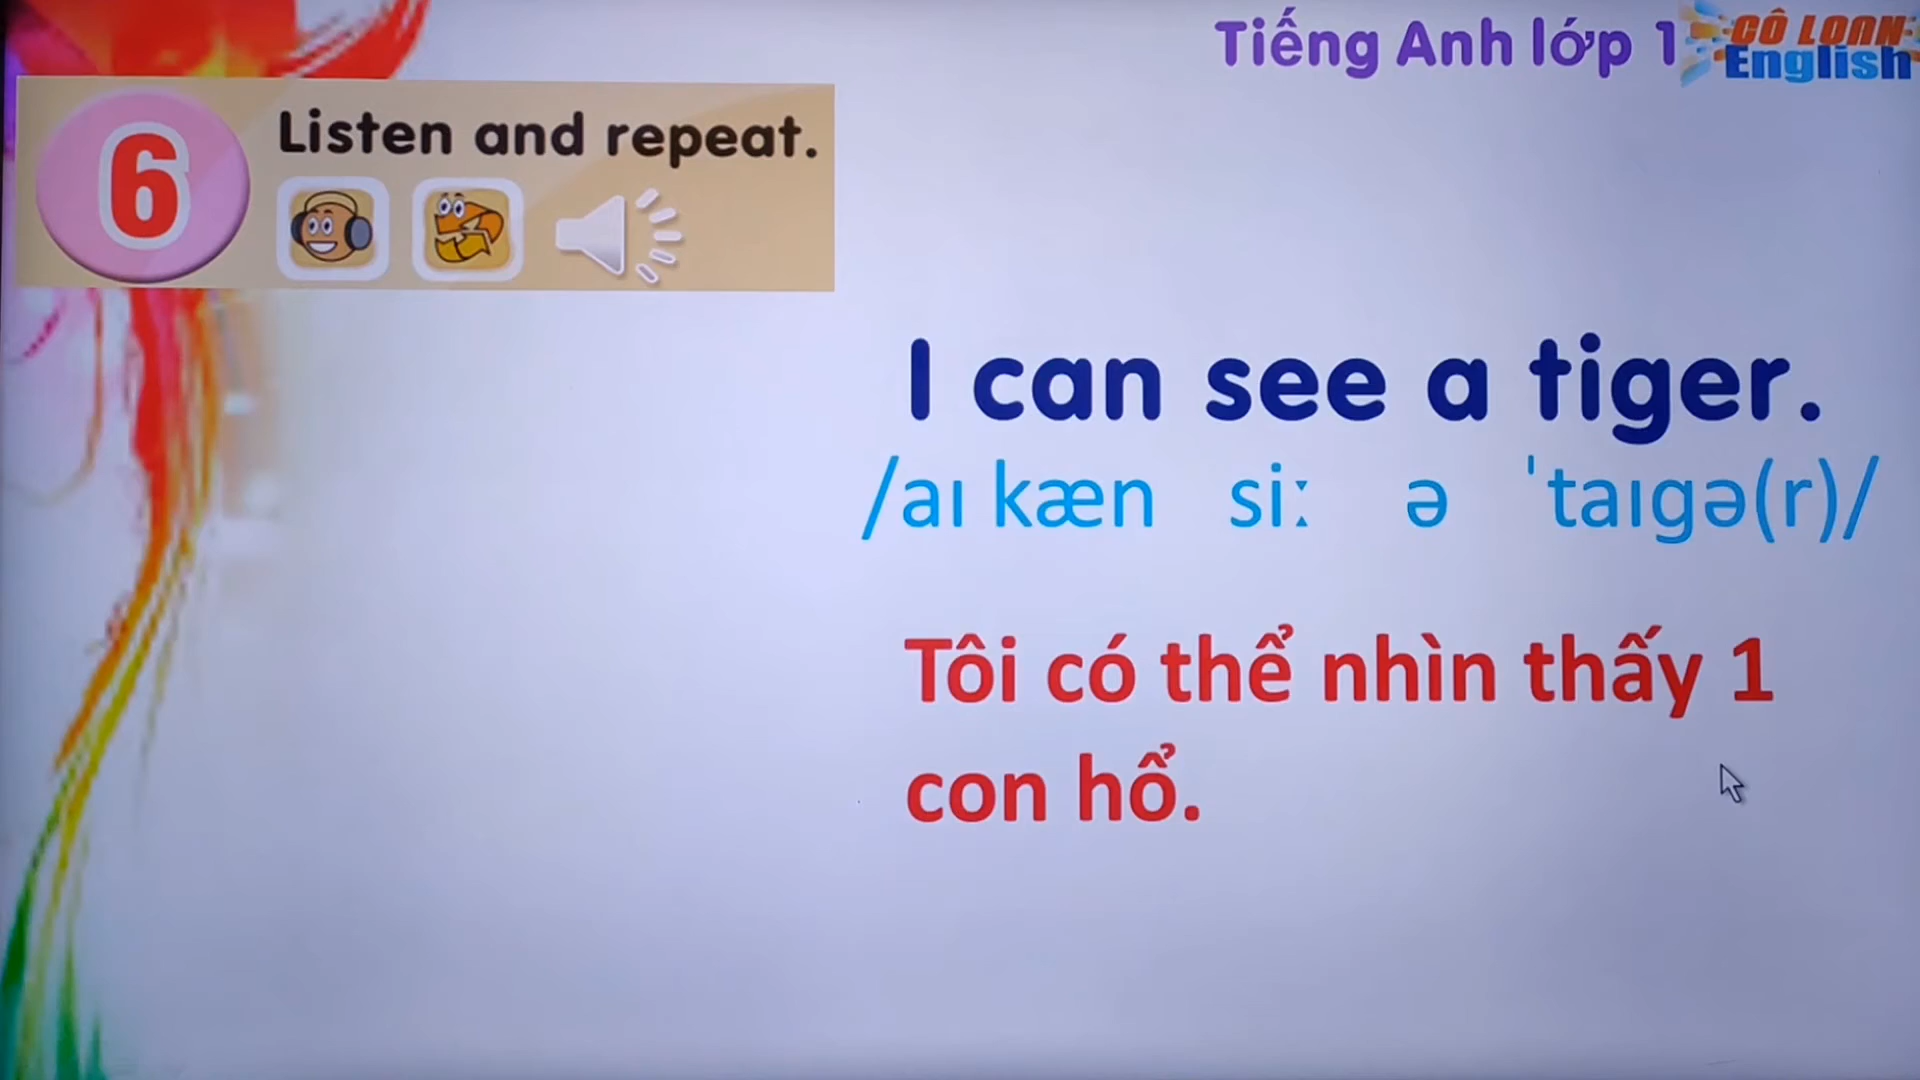 Tiếng Anh lớp 1
CÔ LOAN
English
6
Listen and repeat.
I can see a tiger.
/aɪ kæn siː ə ˈtaɪgə(r)/
Tôi có thể nhìn thấy 1
con hổ.